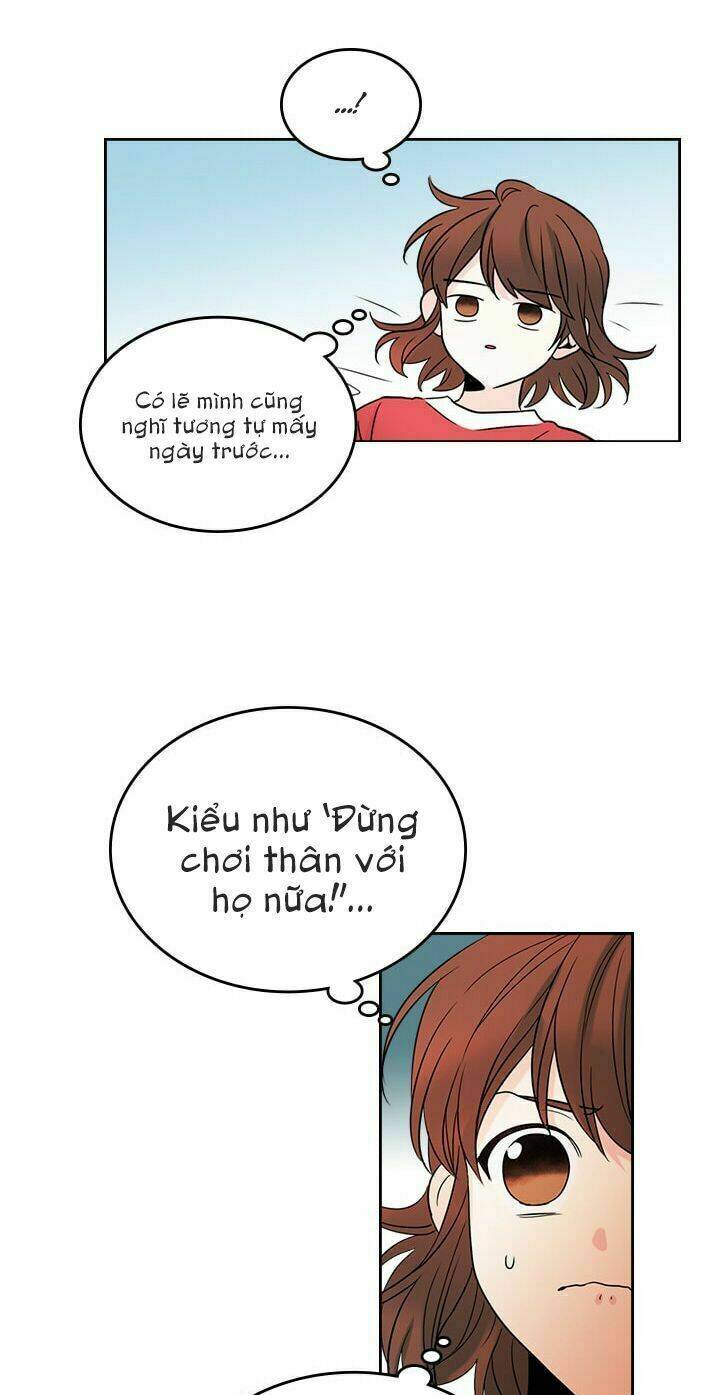 ...!
Có lẽ mình cũng
nghĩ tương tự mấy
ngày trước...
Kiểu như 'Đừng
chơi thân với
họ nữa!"...